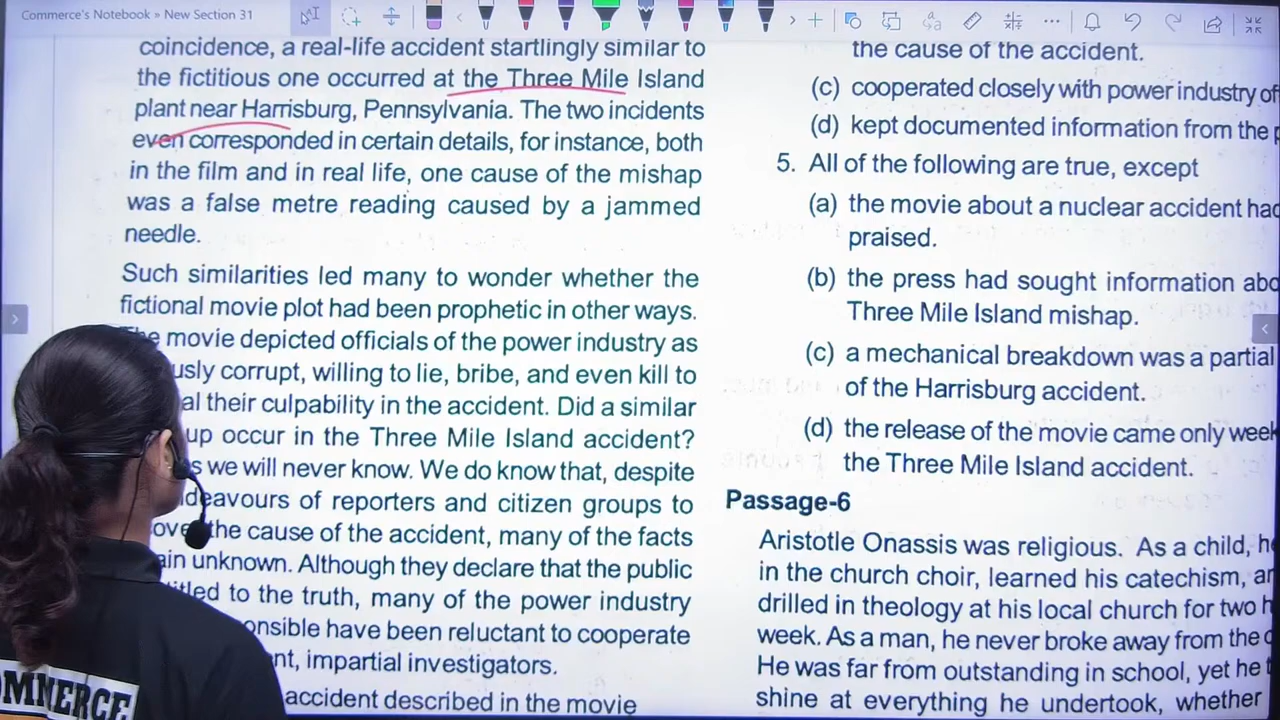 Commerce's Notebook » New Section 31
coincidence, a real-life accident startlingly similar to
the fictitious one occurred at the Three Mile Island
plant near Harrisburg, Pennsylvania. The two incidents
even corresponded in certain details, for instance, both
in the film and in real life, one cause of the mishap
was a false metre reading caused by a jammed
needle.
Such similarities led many to wonder whether the
fictional movie plot had been prophetic in other ways.
movie depicted officials of the power industry as
usly corrupt, willing to lie, bribe, and even kill to
al their culpability in the accident. Did a similar
up occur in the Three Mile Island accident?
s we will never know. We do know that, despite
deavours of reporters and citizen groups to
the cause of the accident, many of the facts
ain unknown. Although they declare that the public
tled to the truth, many of the power industry
onsible have been reluctant to cooperate
nt, impartial investigators.
accident described in the movie
the cause of the accident.
(c) cooperated closely with power industry of
(d) kept documented information from the p
5. All of the following are true, except
(a) the movie about a nuclear accident had
praised.
(b) the press had sought information abo
Three Mile Island mishap.
(c) a mechanical breakdown was a partial
of the Harrisburg accident.
(d) the release of the movie came only week
the Three Mile Island accident.
Passage-6
Aristotle Onassis was religious. As a child, he
in the church choir, learned his catechism, an
drilled in theology at his local church for two h
week. As a man, he never broke away from the c
He was far from outstanding in school, yet he t
shine at everything he undertook, whether
OMMERCE